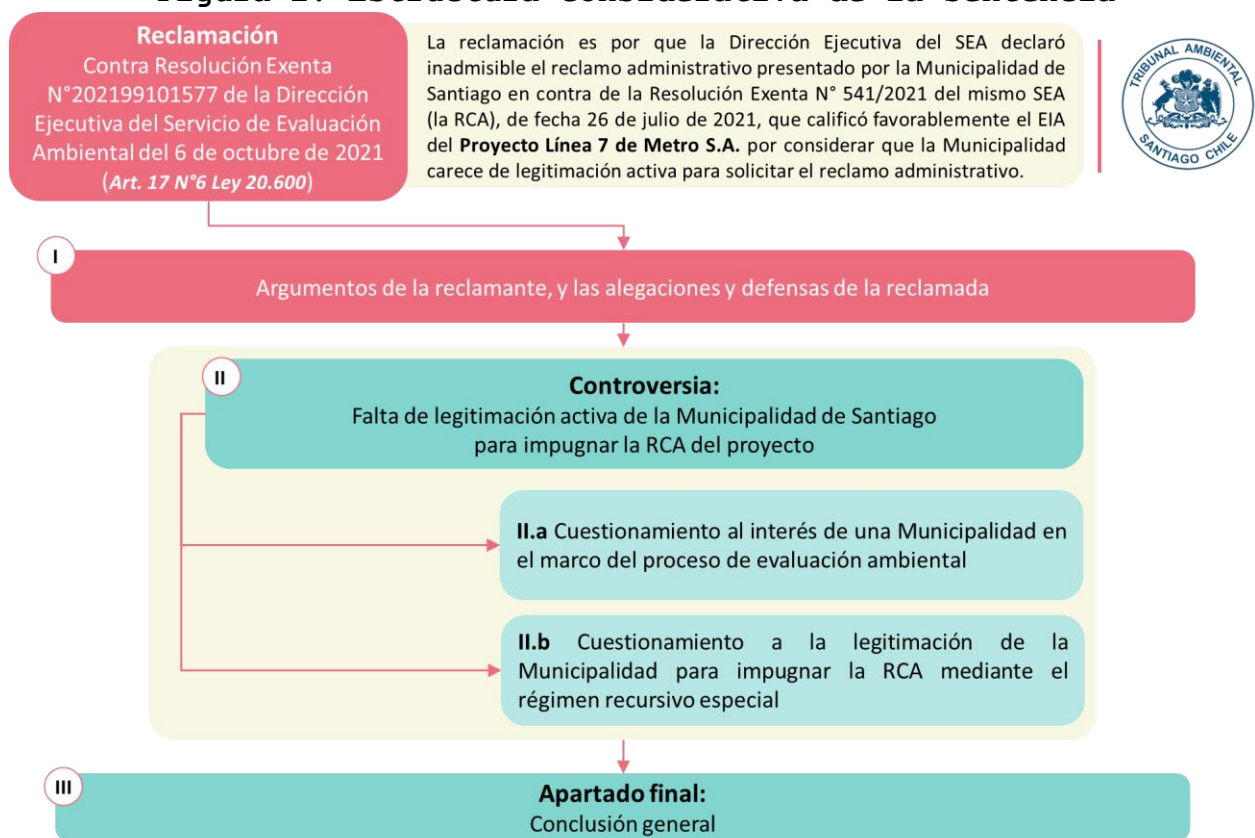 Figura 1: Estructura considerativa de la sentencia
Reclamación
Contra Resolución Exenta
N°202199101577 de la Dirección
Ejecutiva del Servicio de Evaluación
Ambiental del 6 de octubre de 2021
(Art. 17 N°6 Ley 20.600)
La reclamación es por que la Dirección Ejecutiva del SEA declaró
inadmisible el reclamo administrativo presentado por la Municipalidad de
Santiago en contra de la Resolución Exenta N° 541/2021 del mismo SEA
(la RCA), de fecha 26 de julio de 2021, que calificó favorablemente el EIA
del Proyecto Línea 7 de Metro S.A. por considerar que la Municipalidad
carece de legitimación activa para solicitar el reclamo administrativo.
TRIBUNAL AMBIENTAL
SANTIAGO CHILE
I
Argumentos de la reclamante, y las alegaciones y defensas de la reclamada
II
Controversia:
Falta de legitimación activa de la Municipalidad de Santiago
para impugnar la RCA del proyecto
II.a Cuestionamiento al interés de una Municipalidad en
el marco del proceso de evaluación ambiental
II.b Cuestionamiento a la legitimación de la
Municipalidad para impugnar la RCA mediante el
régimen recursivo especial
III
Apartado final:
Conclusión general